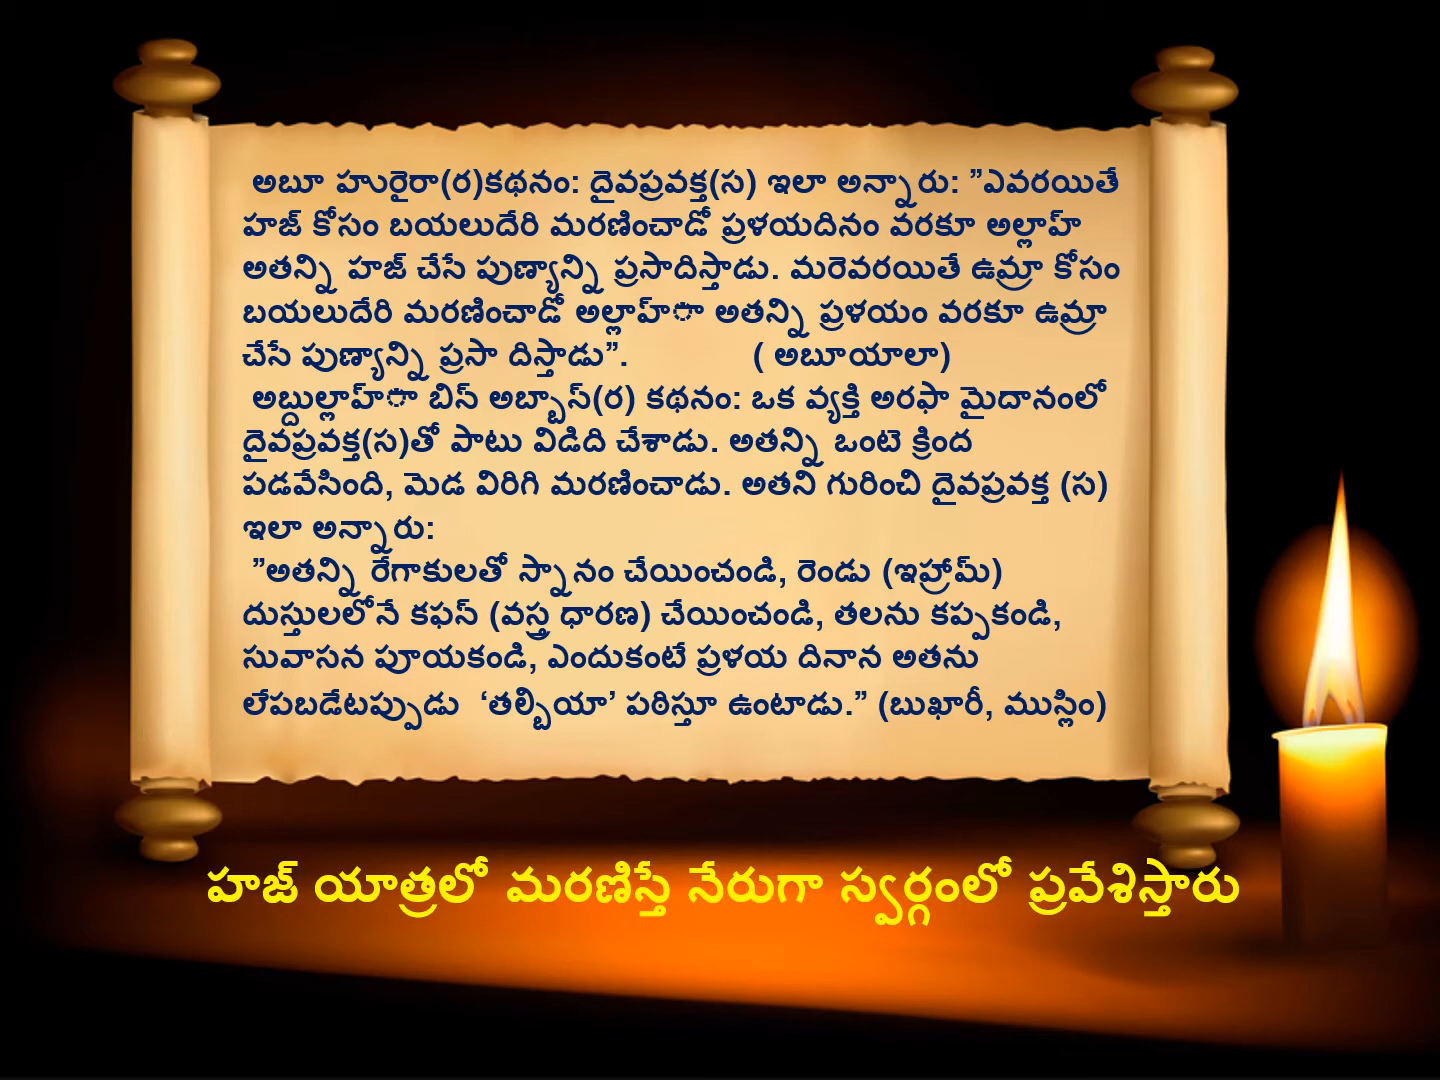 అబూ హురైరా(ర)కథనం: దైవప్రవక్త(స) ఇలా అన్నారు: ”ఎవరయితే
హజ్ కోసం బయలుదేరి మరణించాడో ప్రళయదినం వరకూ అల్లాహ్
అతన్ని హజ్ చేసే పుణ్యాన్ని ప్రసాదిస్తాడు. మరెవరయితే ఉమ్రా కోసం
బయలుదేరి మరణించాడో అల్లాహ్‌ా అతన్ని ప్రళయం వరకూ ఉమ్రా
చేసే పుణ్యాన్ని ప్రసా దిస్తాడు”. ( అబూయాలా)
అబ్దుల్లాహ్‌ా బిస్ అబ్బాస్(ర) కథనం: ఒక వ్యక్తి అరఫా మైదానంలో
దైవప్రవక్త(స)తో పాటు విడిది చేశాడు. అతన్ని ఒంటె క్రింద
పడవేసింది, మెడ విరిగి మరణించాడు. అతని గురించి దైవప్రవక్త (స)
ఇలా అన్నారు:
”అతన్ని రేగాకులతో స్నానం చేయించండి, రెండు (ఇహ్రామ్)
దుస్తులలోనే కఫస్ (వస్త్ర ధారణ) చేయించండి, తలను కప్పకండి,
సువాసన పూయకండి, ఎందుకంటే ప్రళయ దినాన అతను
లేపబడేటప్పుడు ‘తల్బియా’ పఠిస్తూ ఉంటాడు.” (బుఖారీ, ముస్లిం)
హజ్ యాత్రలో మరణిస్తే నేరుగా స్వర్గంలో ప్రవేశిస్తారు